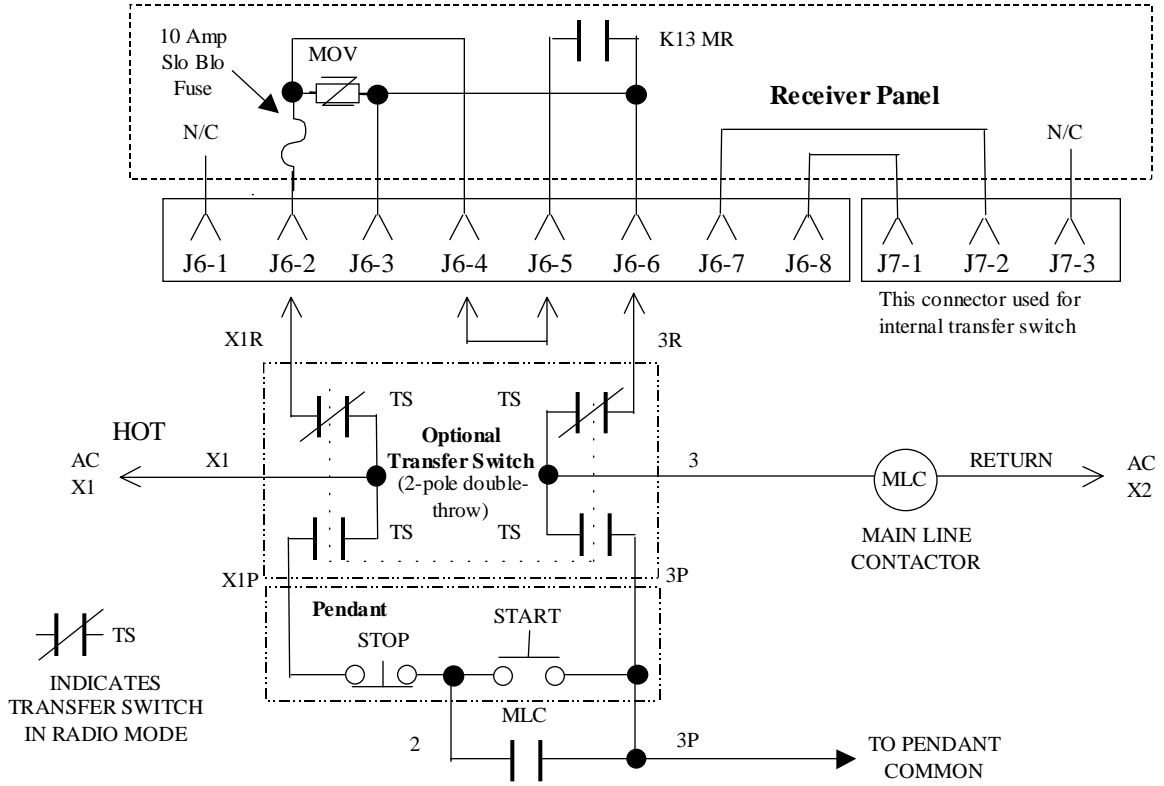 10 Amp
Slo Blo
Fuse
MOV
K13 MR
Receiver Panel
N/C
N/C
J6-1 J6-2 J6-3 J6-4 J6-5 J6-6 J6-7 J6-8 J7-1 J7-2 J7-3
This connector used for
internal transfer switch
X1R
3R
TS
TS
HOT
Optional
Transfer Switch
(2-pole double-
throw)
AC
X1
X1
3
MLC
RETURN
AC
X2
TS
TS
MAIN LINE
CONTACTOR
X1P
3P
Pendant
START
STOP
TS
INDICATES
TRANSFER SWITCH
IN RADIO MODE
MLC
2
3P
TO PENDANT
COMMON